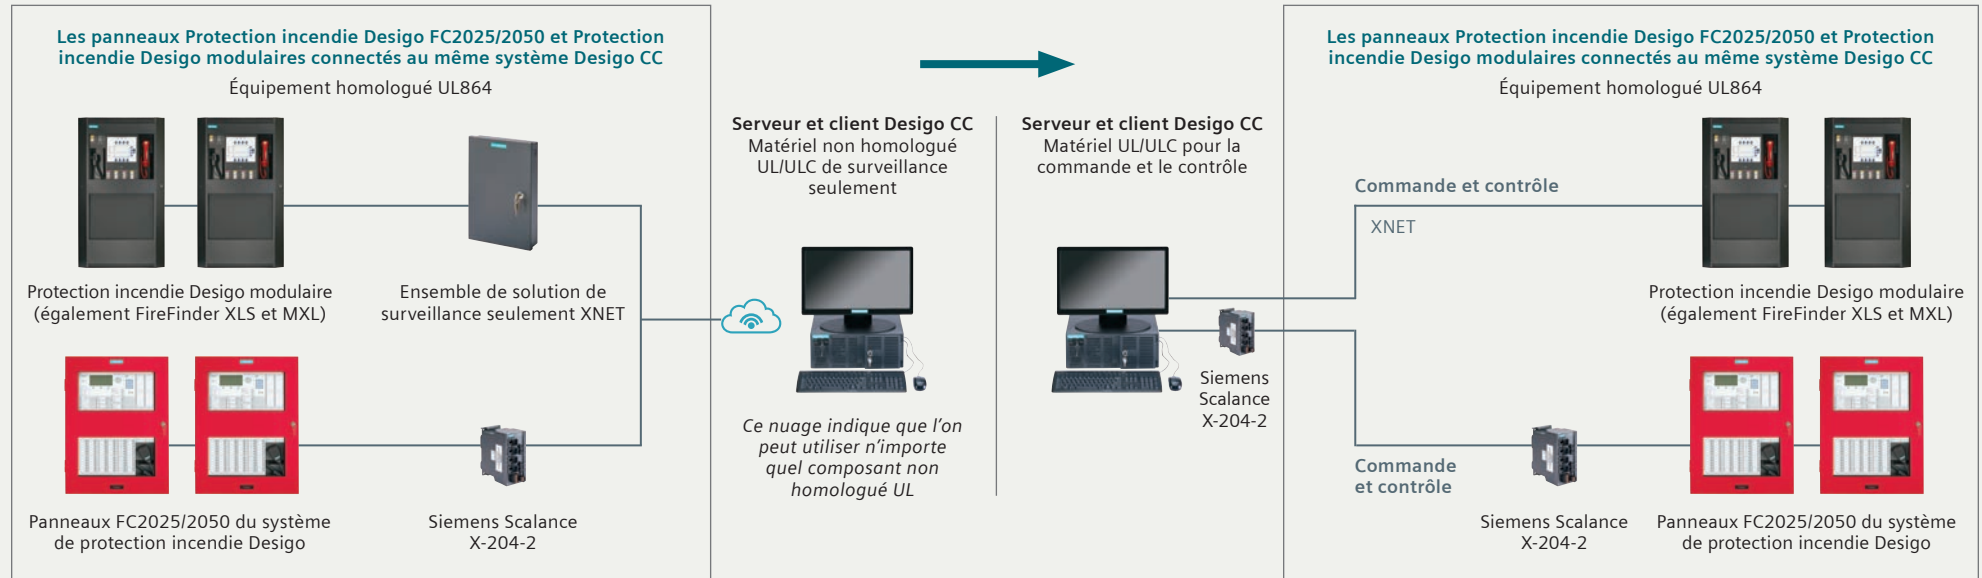 Les panneaux Protection incendie Desigo FC2025/2050 et Protection
incendie Desigo modulaires connectés au même système Desigo CC
Équipement homologué UL864
Protection incendie Desigo modulaire
(également FireFinder XLS et MXL)
Ensemble de solution de
surveillance seulement XNET
Panneaux FC2025/2050 du système
de protection incendie Desigo
Siemens Scalance
X-204-2
Serveur et client Desigo CC
Matériel non homologué
UL/ULC de surveillance
seulement
Ce nuage indique que l’on
peut utiliser n’importe
quel composant non
homologué UL
Serveur et client Desigo CC
Matériel UL/ULC pour la
commande et le contrôle
Siemens
Scalance
X-204-2
Les panneaux Protection incendie Desigo FC2025/2050 et Protection
incendie Desigo modulaires connectés au même système Desigo CC
Équipement homologué UL864
Commande et contrôle
XNET
Protection incendie Desigo modulaire
(également FireFinder XLS et MXL)
Commande
et contrôle
Siemens Scalance
X-204-2
Panneaux FC2025/2050 du système
de protection incendie Desigo